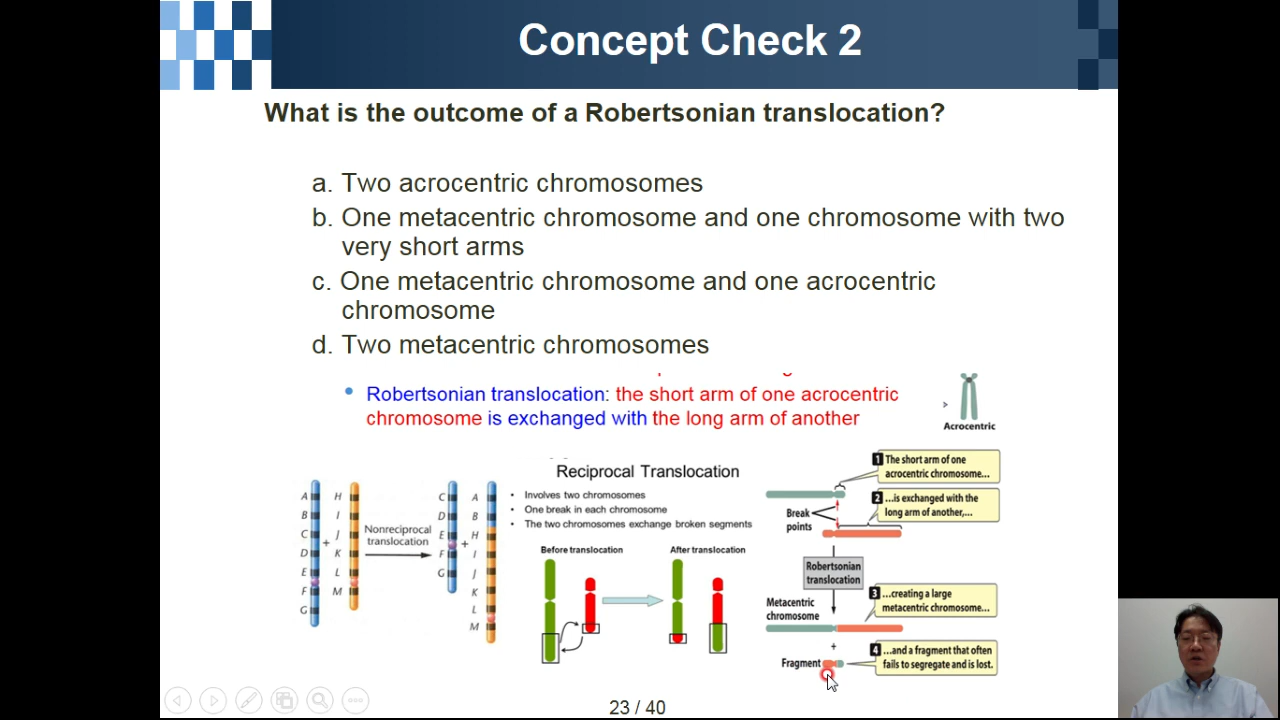 Concept Check 2
What is the outcome of a Robertsonian translocation?
a. Two acrocentric chromosomes
b. One metacentric chromosome and one chromosome with two
very short arms
c. One metacentric chromosome and one acrocentric
chromosome
d. Two metacentric chromosomes
• Robertsonian translocation: the short arm of one acrocentric
chromosome is exchanged with the long arm of another
Acrocentric
A
B
C
D
E
F
G
+
H
I
J
K
L
M
Nonreciprocal
translocation
C
D
E
F
G
+
A
B
H
I
J
K
L
M
Reciprocal Translocation
• Involves two chromosomes
• One break in each chromosome
• The two chromosomes exchange broken segments
Before translocation
After translocation
1 The short arm of one
acrocentric chromosome...
2 ...is exchanged with the
long arm of another,...
Break
points
Robertsonian
translocation
3 ...creating a large
metacentric chromosome...
Metacentric
chromosome
+
Fragment
4 ...and a fragment that often
fails to segregate and is lost.
23 / 40